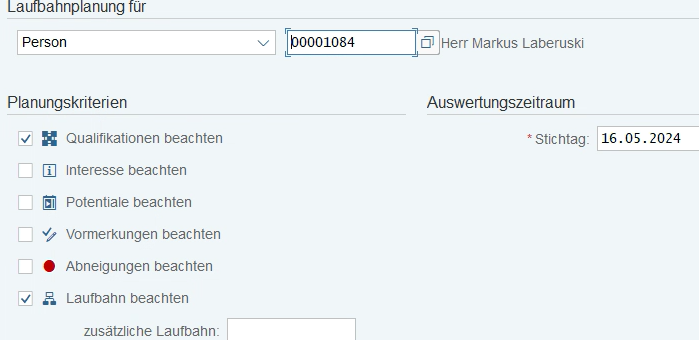 Laufbahnplanung für
Person 00001084 Herr Markus Laberuski
Planungskriterien
Auswertungszeitraum
Qualifikationen beachten
* Stichtag: 16.05.2024
Interesse beachten
Potentiale beachten
Vormerkungen beachten
Abneigungen beachten
Laufbahn beachten
zusätzliche Laufbahn: